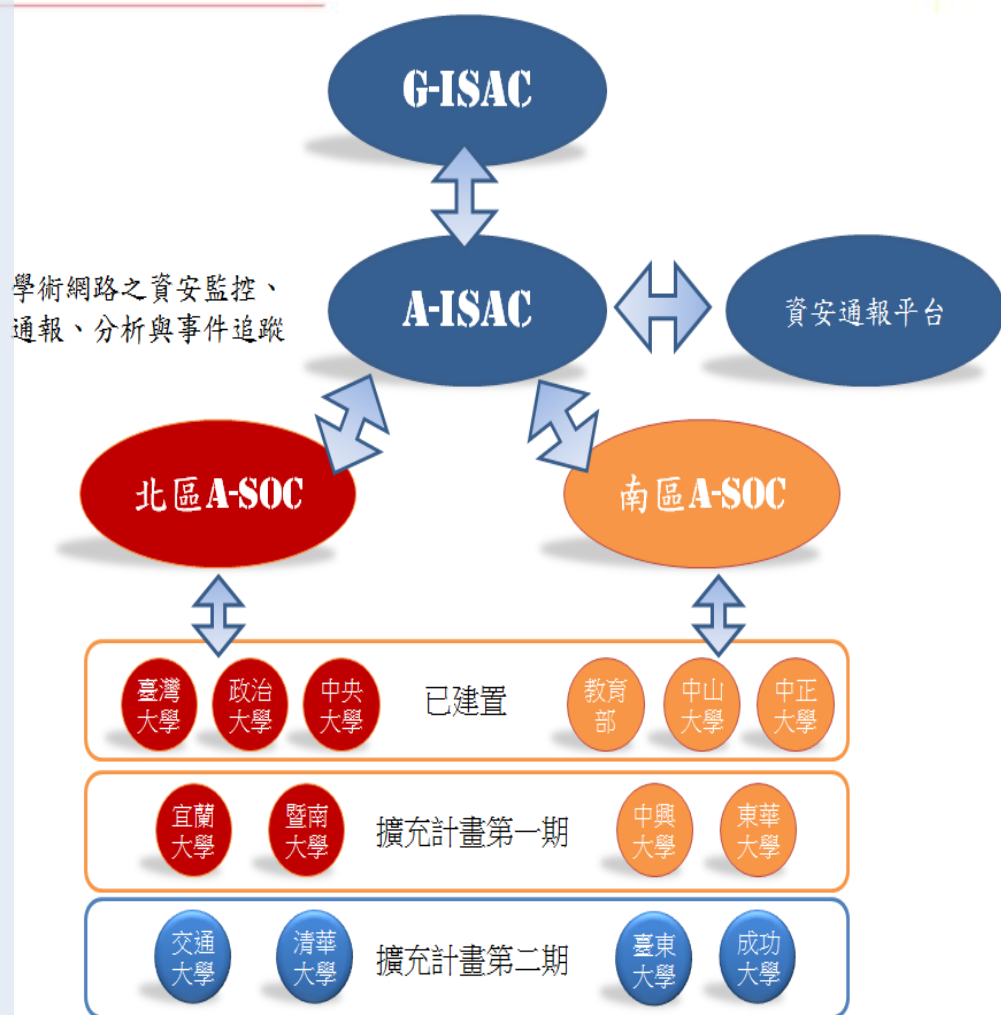 G-ISAC
學術網路之資安監控、
通報、分析與事件追蹤
A-ISAC
資安通報平台
北區A-SOC
南區A-SOC
臺灣
大學
政治
大學
中央
大學
已建置
教育
部
中山
大學
中正
大學
宜蘭
大學
暨南
大學
擴充計畫第一期
中興
大學
東華
大學
交通
大學
清華
大學
擴充計畫第二期
臺東
大學
成功
大學